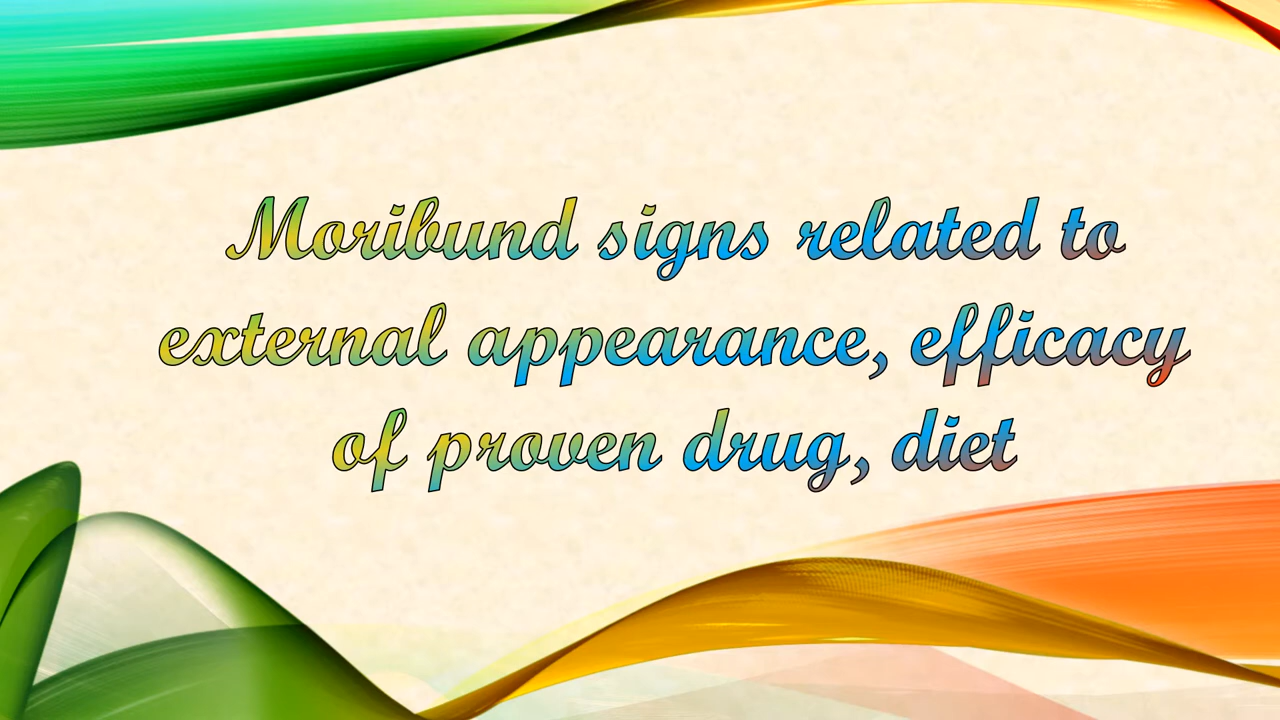 Moribund signs related to
external appearance, efficacy
of proven drug, diet